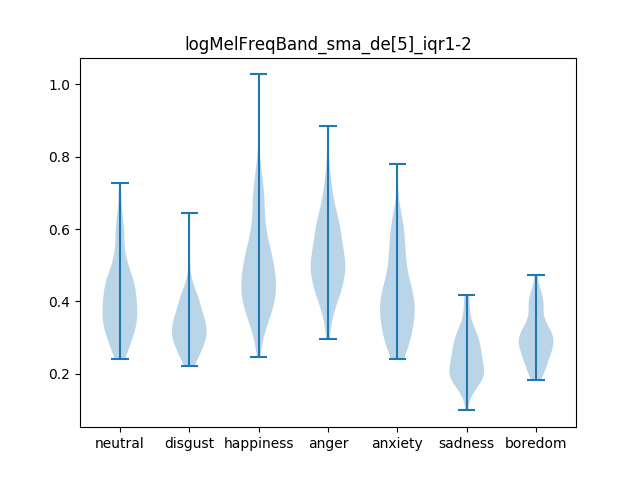 logMelFreqBand_sma_de[5]_iqr1-2
1.0
0.8
0.6
0.4
0.2
neutral disgust happiness anger anxiety sadness boredom